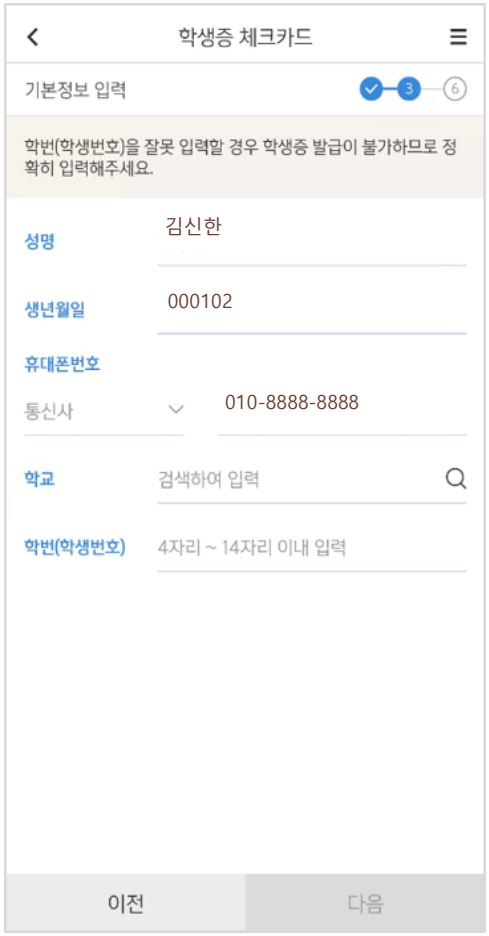 학생증 체크카드
기본정보 입력
3
6
학번(학생번호)을 잘못 입력할 경우 학생증 발급이 불가하므로 정
확히 입력해주세요.
성명
김신한
생년월일
000102
휴대폰번호
통신사
010-8888-8888
학교
검색하여 입력
학번(학생번호)
4자리 ~ 14자리 이내 입력
이전
다음